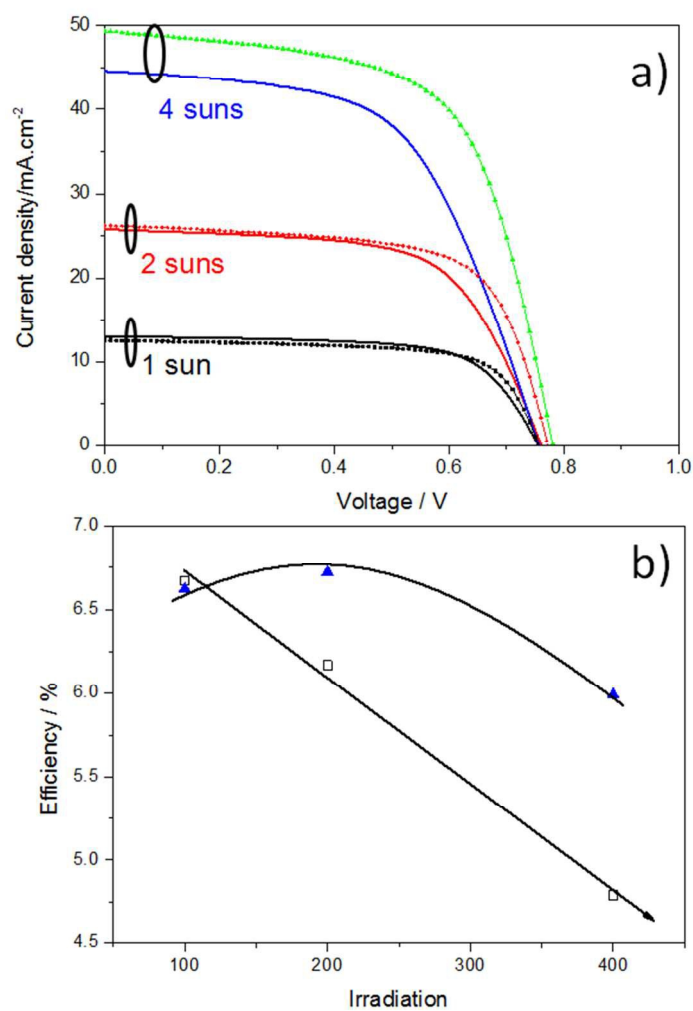 50
40
30
20
10
0
Current density/mA.cm-2
a)
4 suns
2 suns
1 sun
0.0 0.2 0.4 0.6 0.8 1.0
Voltage / V
7.0
6.5
6.0
5.5
5.0
4.5
Efficiency / %
b)
100 200 300 400
Irradiation